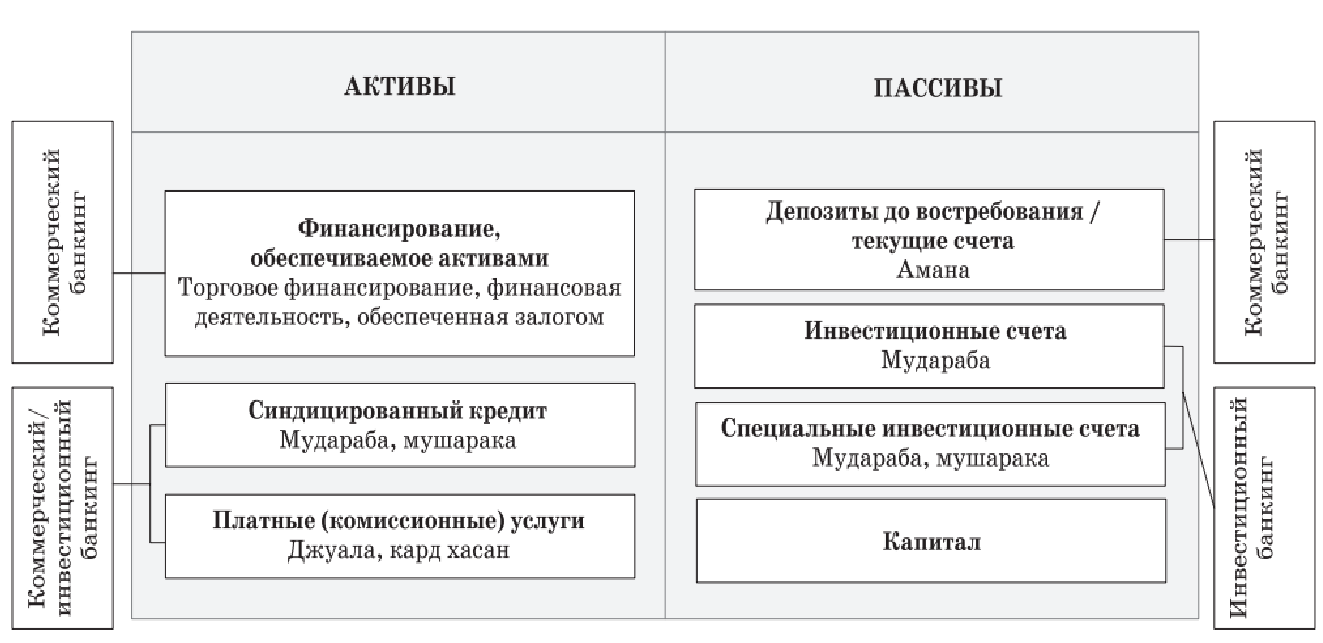 АКТИВЫ
ПАССИВЫ
Коммерческий
банкинг
Финансирование,
обеспечиваемое активами
Торговое финансирование, финансовая
деятельность, обеспеченная залогом
Коммерческий/
инвестиционный
банкинг
Синдицированный кредит
Мудараба, мушарака
Платные (комиссионные) услуги
Джуала, кард хасан
Депозиты до востребования /
текущие счета
Амана
Инвестиционные счета
Мудараба
Специальные инвестиционные счета
Мудараба, мушарака
Капитал
Коммерческий
банкинг
Инвестиционный
банкинг